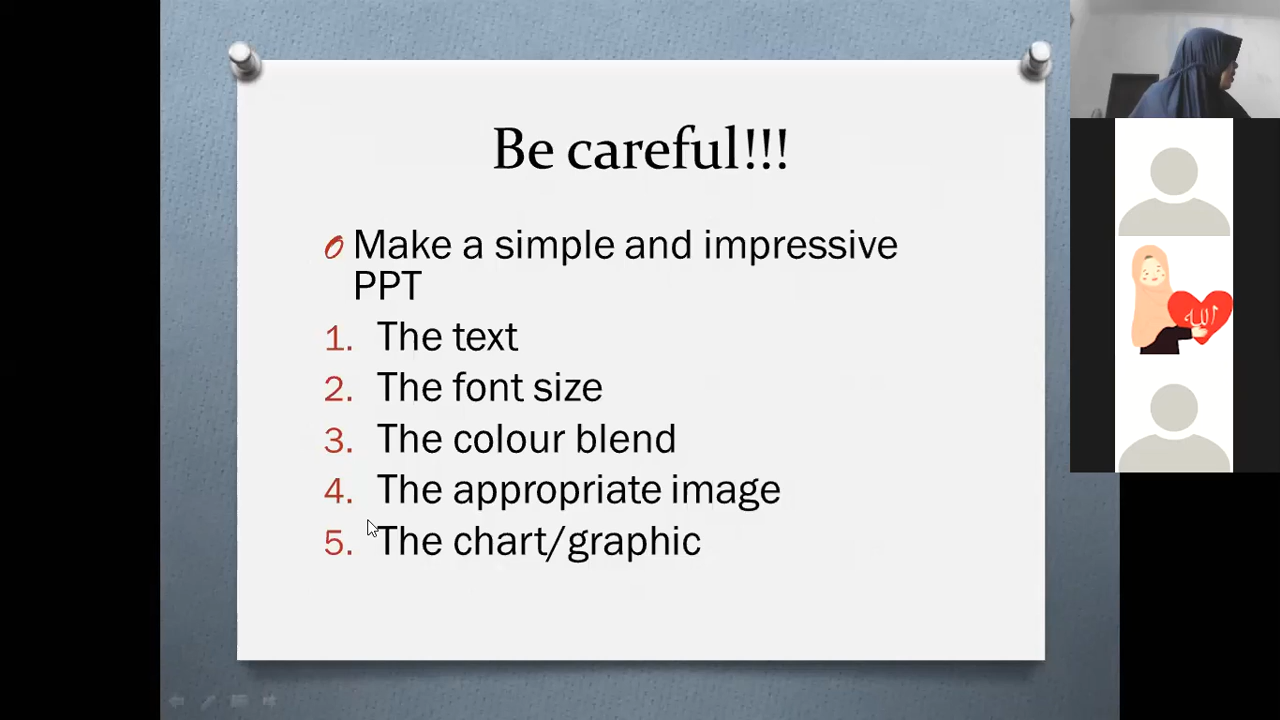 Be careful!!!
Make a simple and impressive
PPT
1. The text
2. The font size
3. The colour blend
4. The appropriate image
5. The chart/graphic
الله